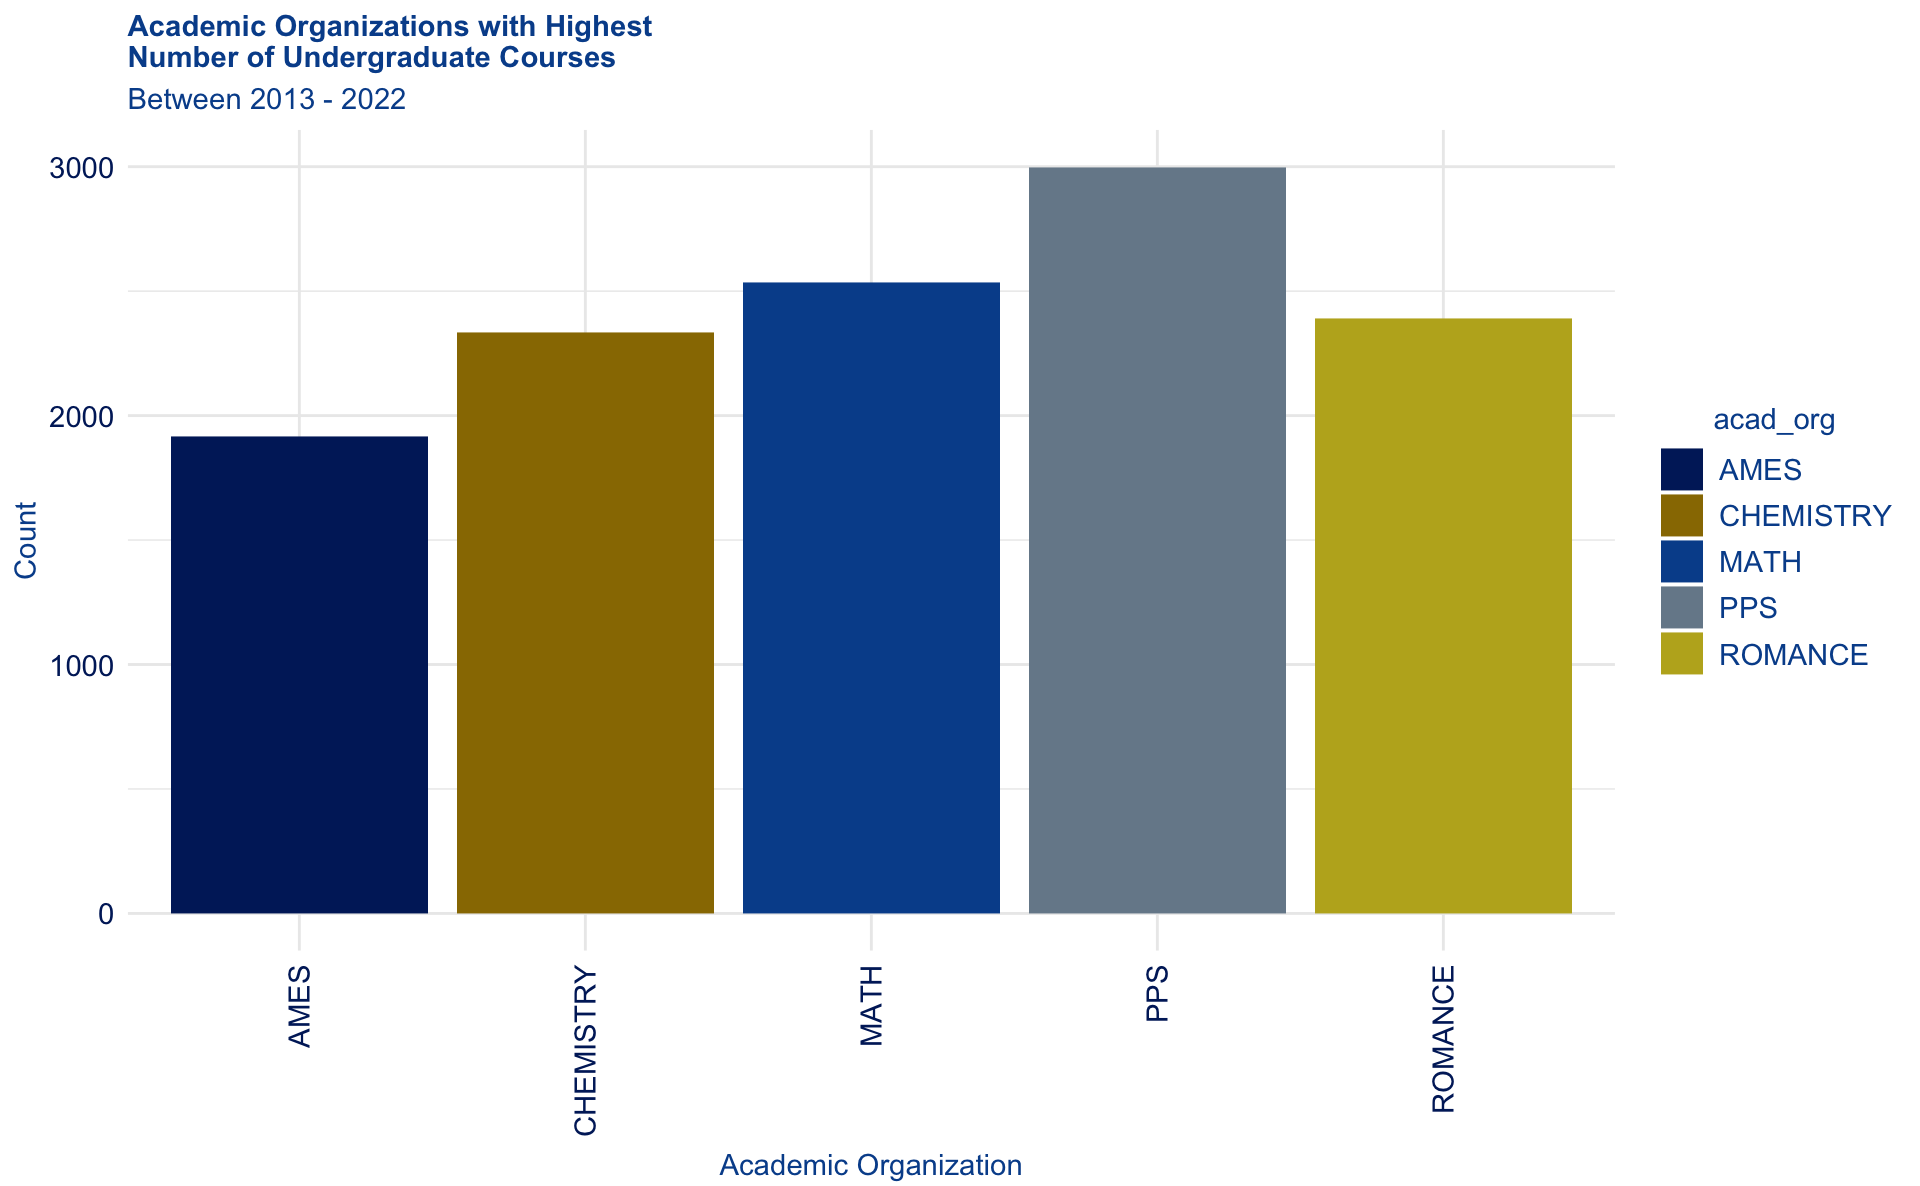 Academic Organizations with Highest
Number of Undergraduate Courses
Between 2013 - 2022
3000
2000
1000
0
Count
AMES
CHEMISTRY
MATH
PPS
ROMANCE
Academic Organization
acad_org
AMES
CHEMISTRY
MATH
PPS
ROMANCE